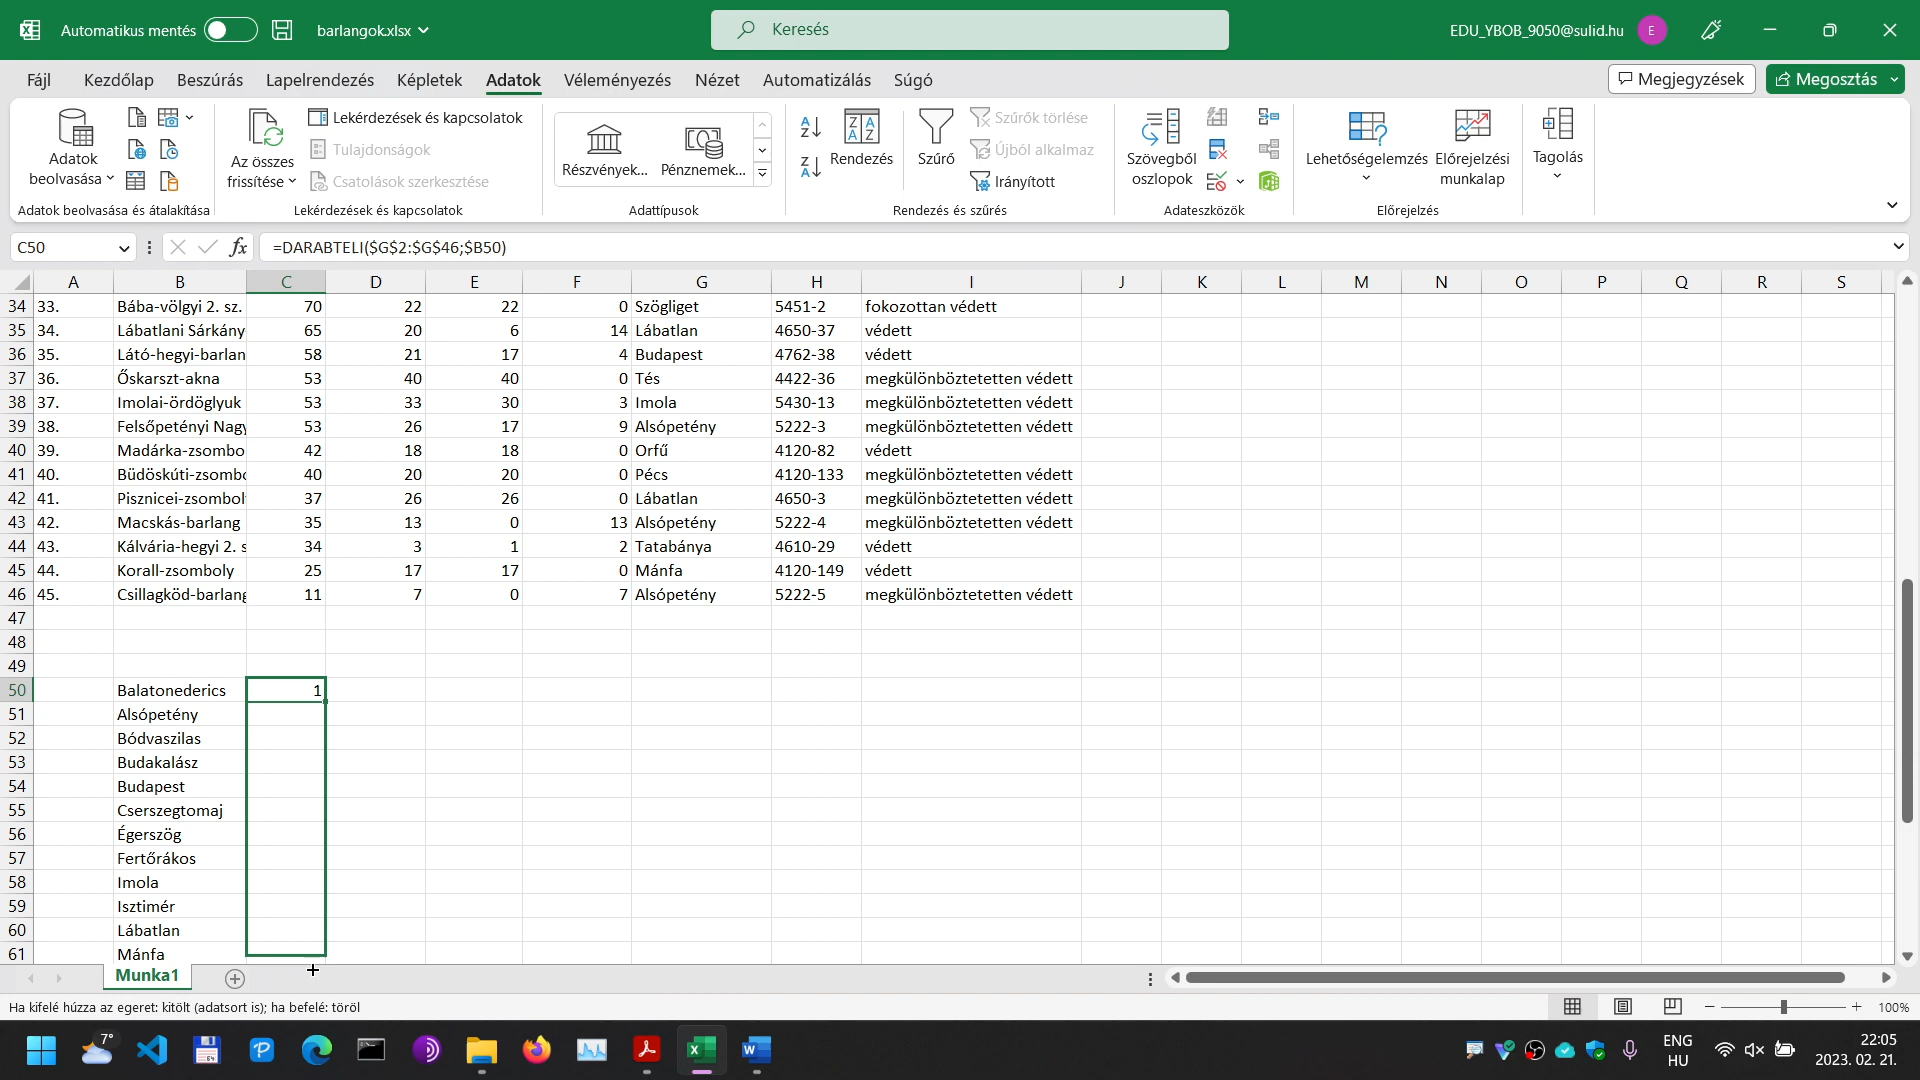 Automatikus mentés
barlangok.xlsx
Keresés
EDU_YBOB_9050@sulid.hu
E
Fájl Kezdőlap Beszúrás Lapelrendezés Képletek Adatok Véleményezés Nézet Automatizálás Súgó
Megjegyzések
Megosztás
Adatok
beolvasása
Adatok beolvasása és átalakítása
Az összes
frissítése
Lekérdezések és kapcsolatok
Tulajdonságok
Csatolások szerkesztése
Lekérdezések és kapcsolatok
Részvények...
Pénznemek...
Adattípusok
Rendezés
Szűrő
Szűrők törlése
Újból alkalmaz
Irányított
Rendezés és szűrés
Szövegből
oszlopok
Adateszközök
Lehetőségelemzés
Előrejelzési
munkalap
Előrejelzés
Tagolás
C50
fx
=DARABTELI($G$2:$G$46;$B50)
A B C D E F G H I J K L M N O P Q R S
34 33. Bába-völgyi 2. sz. 70 22 22 0 Szögliget 5451-2 fokozottan védett
35 34. Lábatlani Sárkány 65 20 6 14 Lábatlan 4650-37 védett
36 35. Látó-hegyi-barlan 58 21 17 4 Budapest 4762-38 védett
37 36. Őskarszt-akna 53 40 40 0 Tés 4422-36 megkülönböztetetten védett
38 37. Imolai-ördöglyuk 53 33 30 3 Imola 5430-13 megkülönböztetetten védett
39 38. Felsőpetényi Nagy 53 26 17 9 Alsópetény 5222-3 megkülönböztetetten védett
40 39. Madárka-zsombo 42 18 18 0 Orfű 4120-82 védett
41 40. Büdöskúti-zsombo 40 20 20 0 Pécs 4120-133 megkülönböztetetten védett
42 41. Pisznicei-zsombol 37 26 26 0 Lábatlan 4650-3 megkülönböztetetten védett
43 42. Macskás-barlang 35 13 0 13 Alsópetény 5222-4 megkülönböztetetten védett
44 43. Kálvária-hegyi 2. s 34 3 1 2 Tatabánya 4610-29 védett
45 44. Korall-zsomboly 25 17 17 0 Mánfa 4120-149 védett
46 45. Csillagköd-barlang 11 7 0 7 Alsópetény 5222-5 megkülönböztetetten védett
47
48
49
50 Balatonederics 1
51 Alsópetény
52 Bódvaszilas
53 Budakalász
54 Budapest
55 Cserszegtomaj
56 Égerszög
57 Fertőrákos
58 Imola
59 Isztimér
60 Lábatlan
61 Mánfa
Munka1
Ha kifelé húzza az egeret: kitölt (adatsort is); ha befelé: töröl
100%
7°
ENG
HU
22:05
2023. 02. 21.